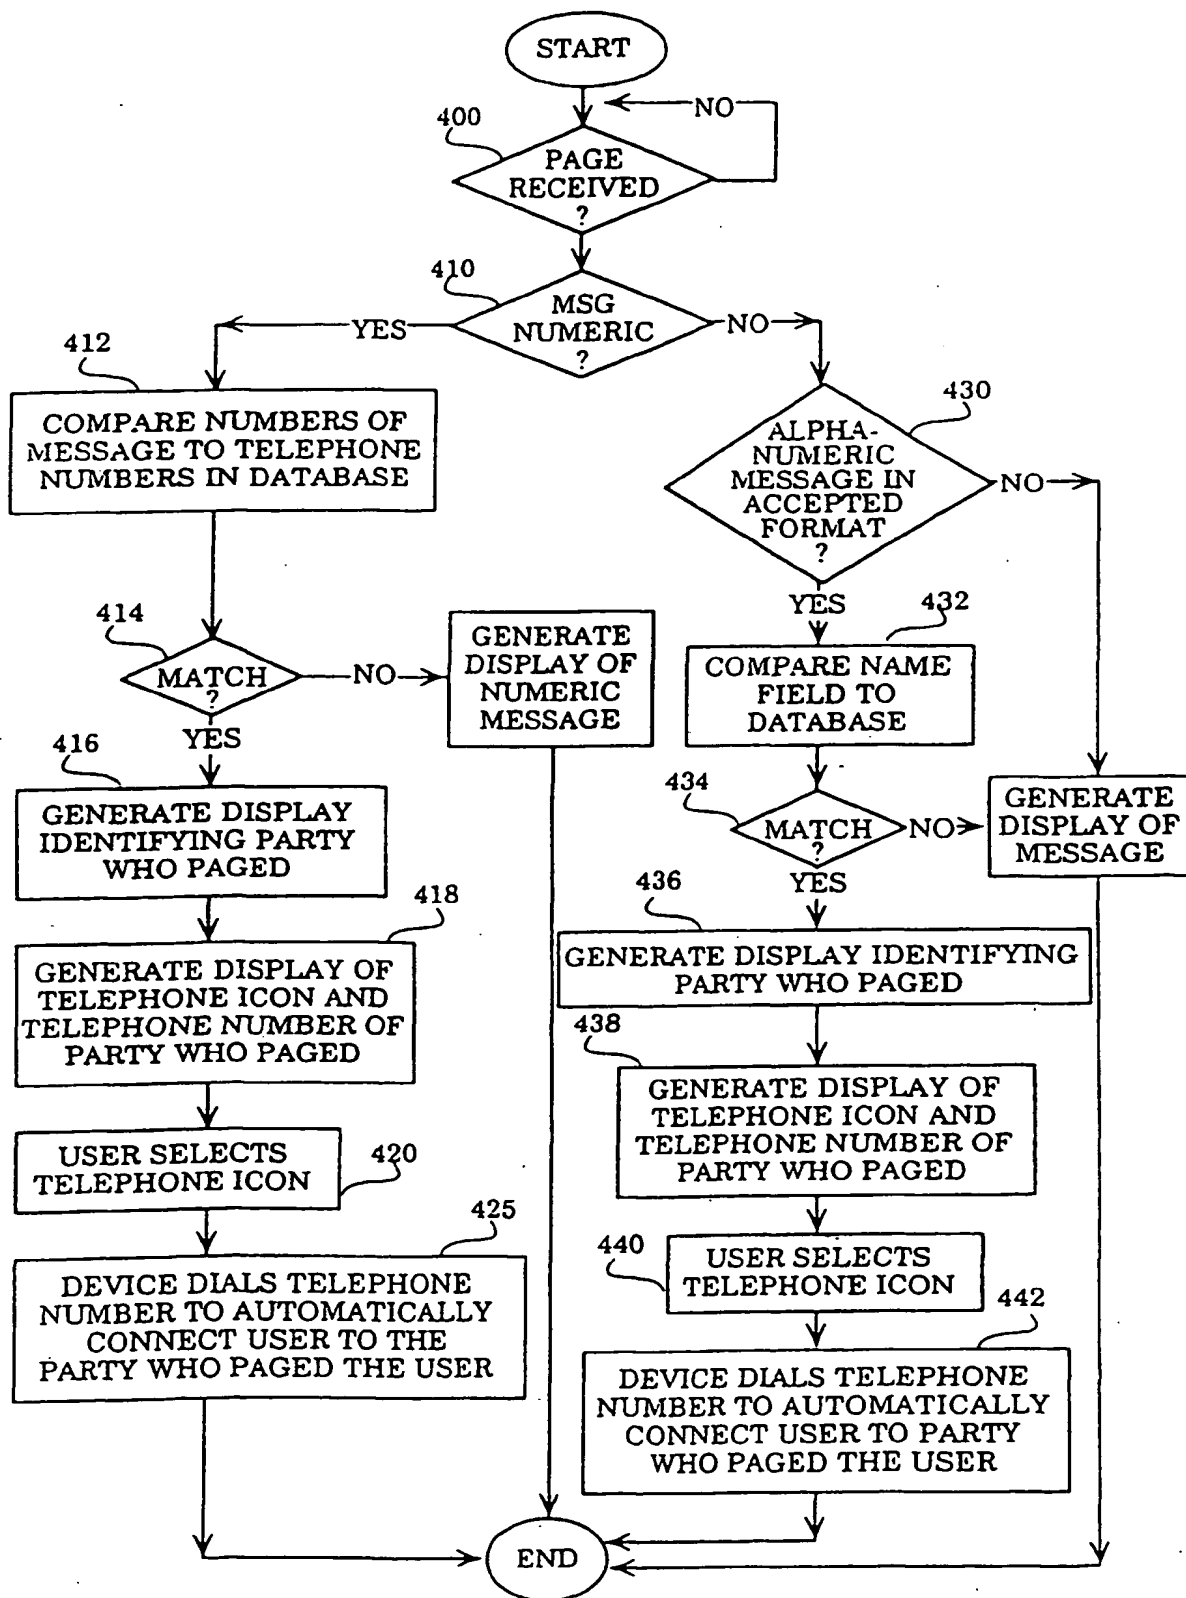 START
NO
400
PAGE
RECEIVED
?
410
MSG
NUMERIC
?
YES
NO
412
COMPARE NUMBERS OF
MESSAGE TO TELEPHONE
NUMBERS IN DATABASE
430
ALPHA-
NUMERIC
MESSAGE IN
ACCEPTED
FORMAT
?
NO
YES
432
414
MATCH
?
NO
GENERATE
DISPLAY OF
NUMERIC
MESSAGE
COMPARE NAME
FIELD TO
DATABASE
YES
416
GENERATE DISPLAY
IDENTIFYING PARTY
WHO PAGED
434
MATCH
?
NO
GENERATE
DISPLAY OF
MESSAGE
YES
418
GENERATE DISPLAY OF
TELEPHONE ICON AND
TELEPHONE NUMBER OF
PARTY WHO PAGED
436
GENERATE DISPLAY IDENTIFYING
PARTY WHO PAGED
438
GENERATE DISPLAY OF
TELEPHONE ICON AND
TELEPHONE NUMBER OF
PARTY WHO PAGED
USER SELECTS
TELEPHONE ICON
420
425
DEVICE DIALS TELEPHONE
NUMBER TO AUTOMATICALLY
CONNECT USER TO THE
PARTY WHO PAGED THE USER
440
USER SELECTS
TELEPHONE ICON
442
DEVICE DIALS TELEPHONE
NUMBER TO AUTOMATICALLY
CONNECT USER TO PARTY
WHO PAGED THE USER
END